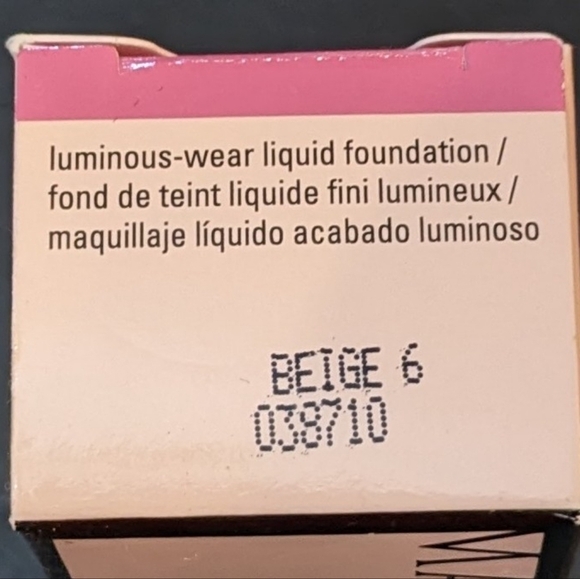 luminous-wear liquid foundation /
fond de teint liquide fini lumineux /
maquillaje líquido acabado luminoso
BEIGE 6
038710